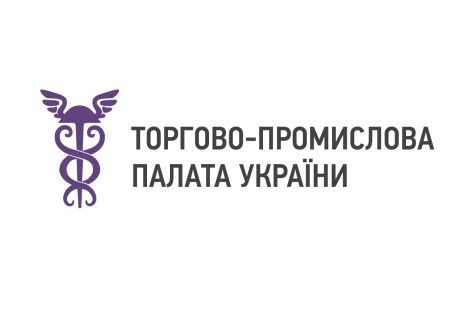 ТОРГОВО-ПРОМИСЛОВА
ПАЛАТА УКРАЇНИ